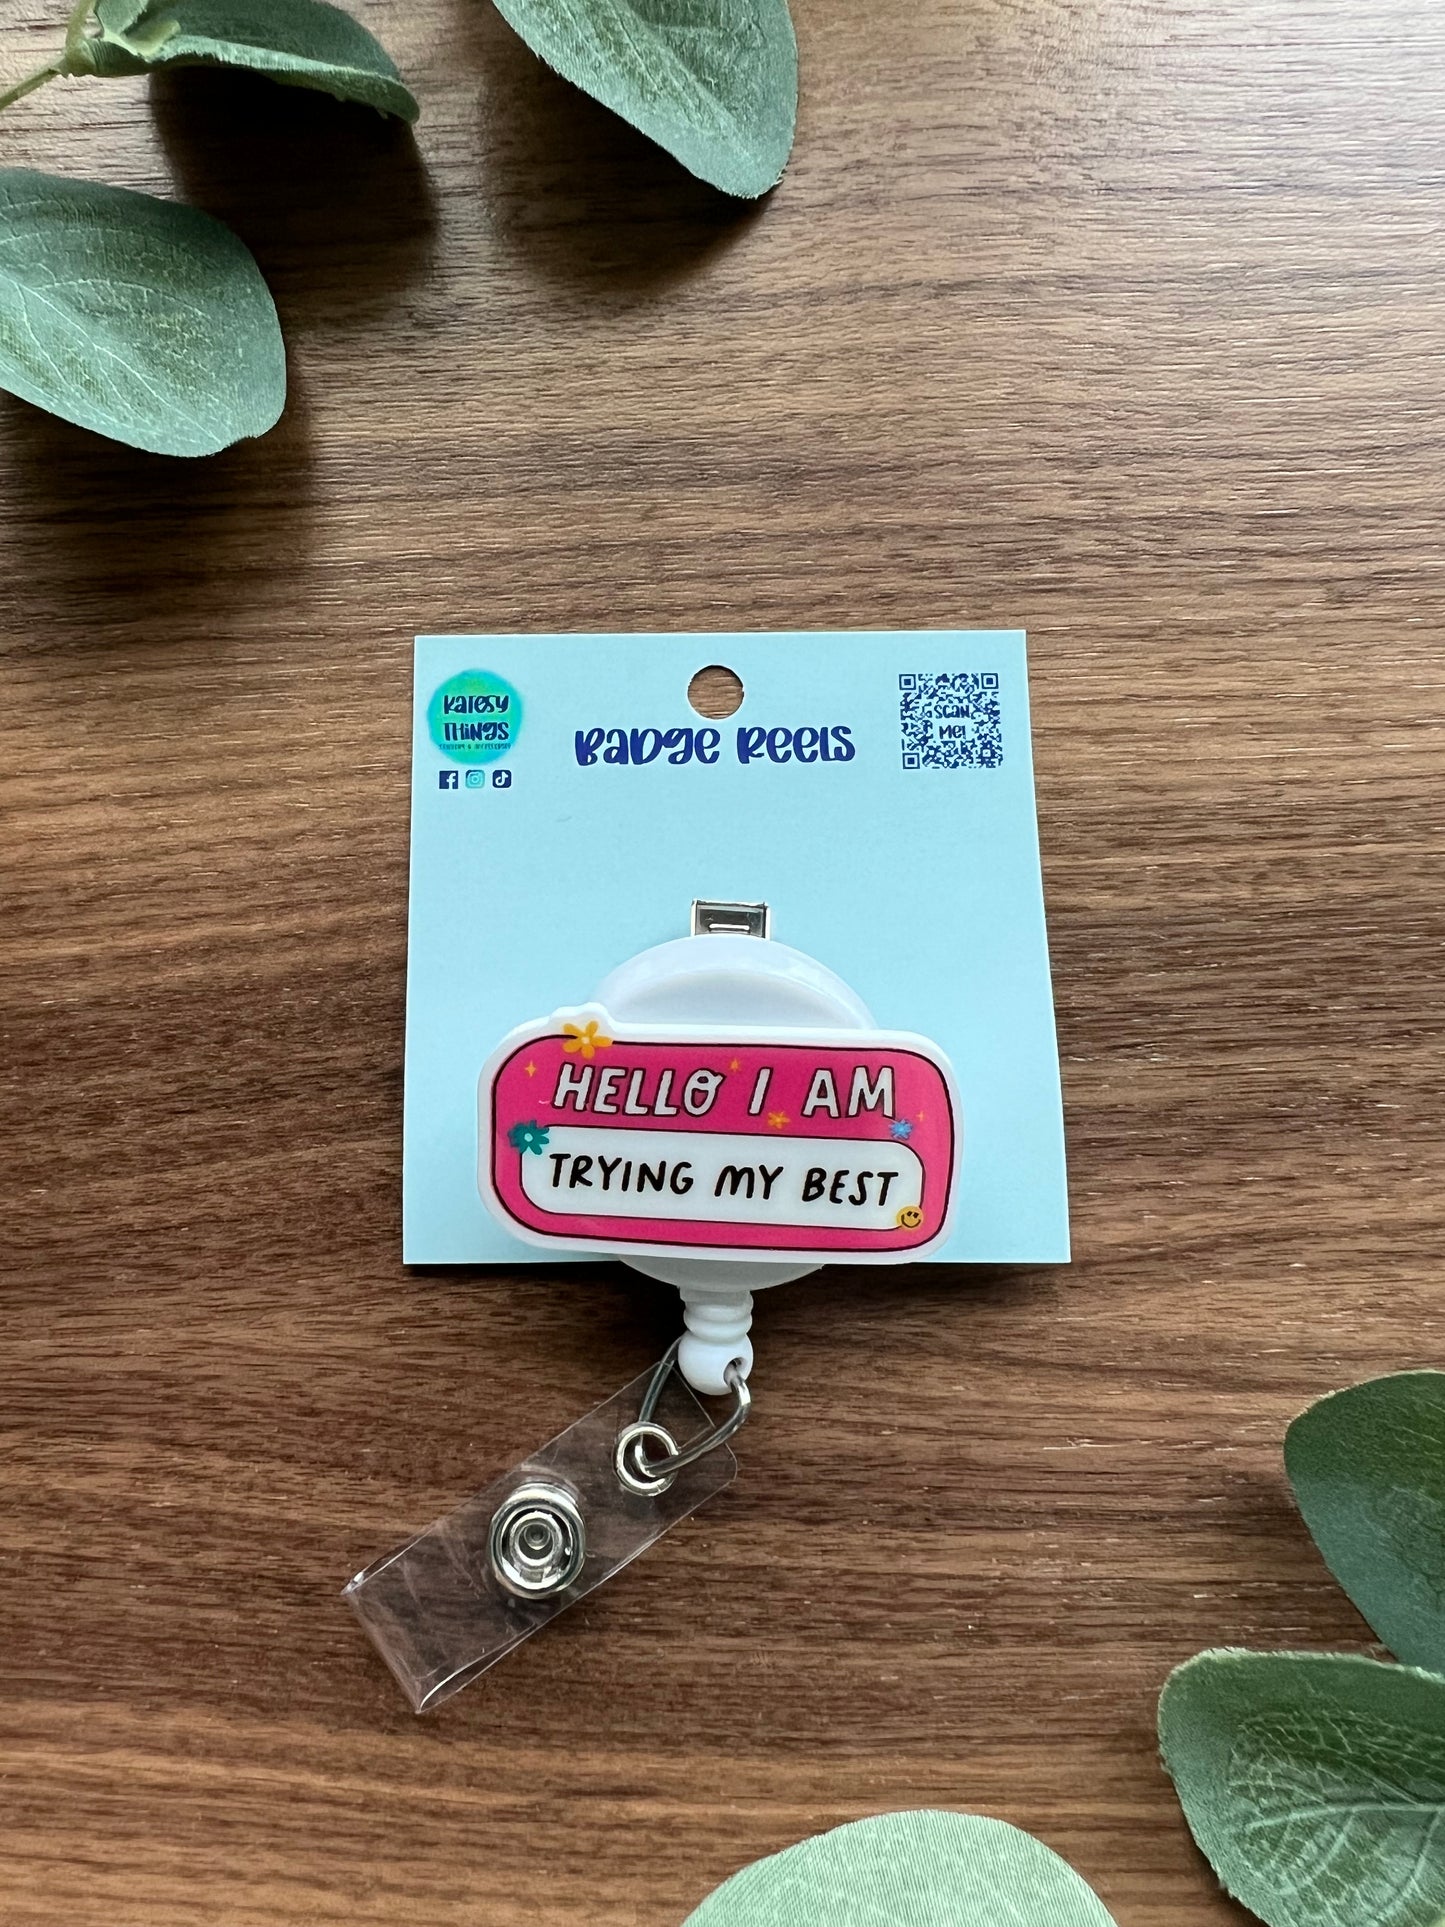 Katesy
Things
Badge Reels
SCAN
ME!
HELLO I AM
TRYING MY BEST